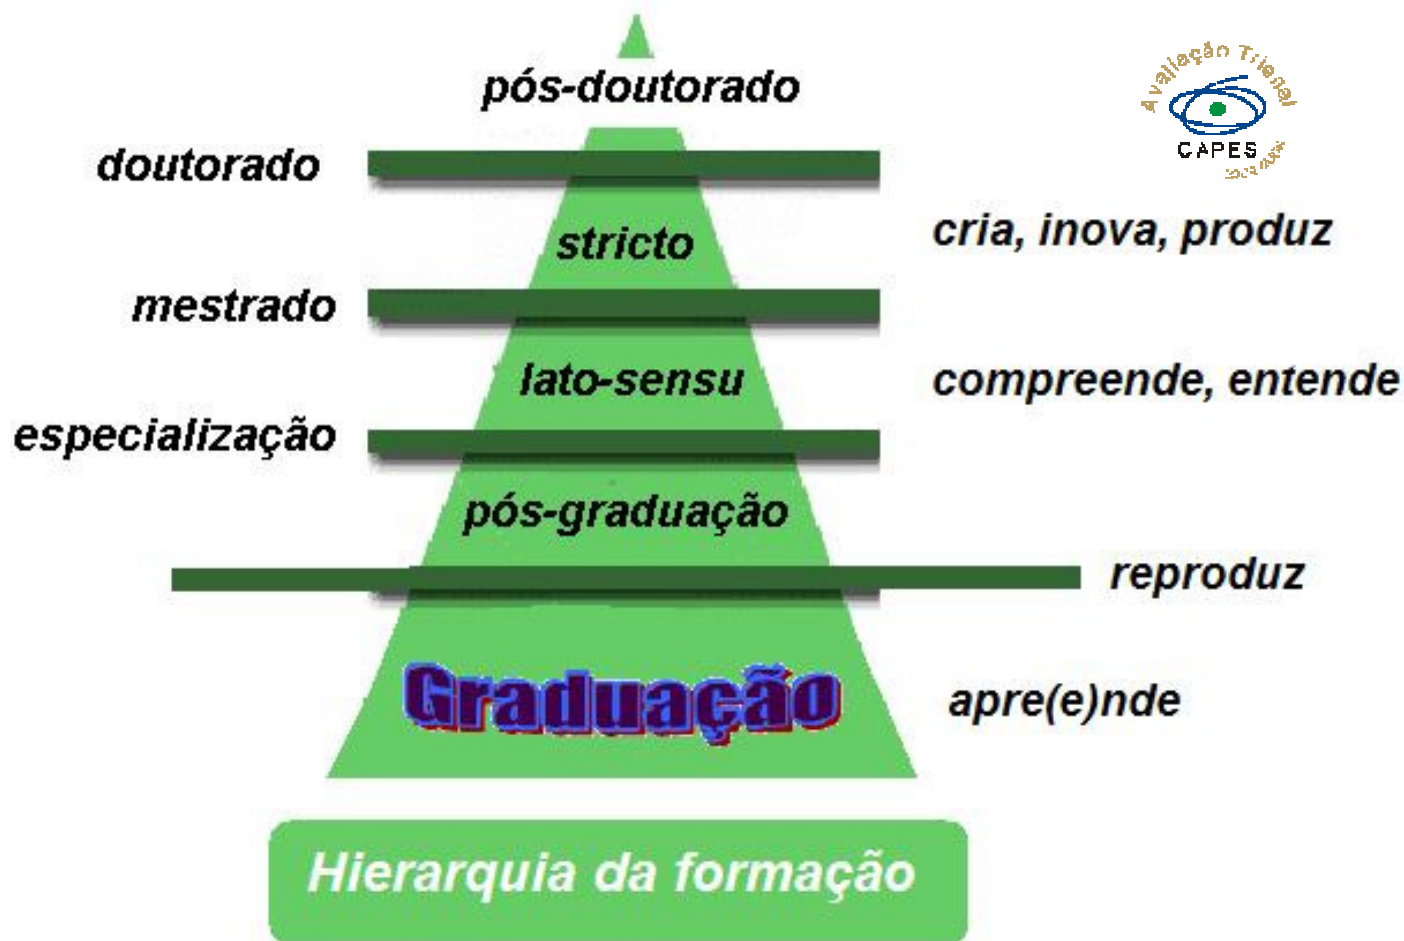 pós-doutorado
Avaliação Trienal
CAPES
doutorado
cria, inova, produz
stricto
mestrado
lato-sensu
compreende, entende
especialização
pós-graduação
reproduz
Graduação
apre(e)nde
Hierarquia da formação